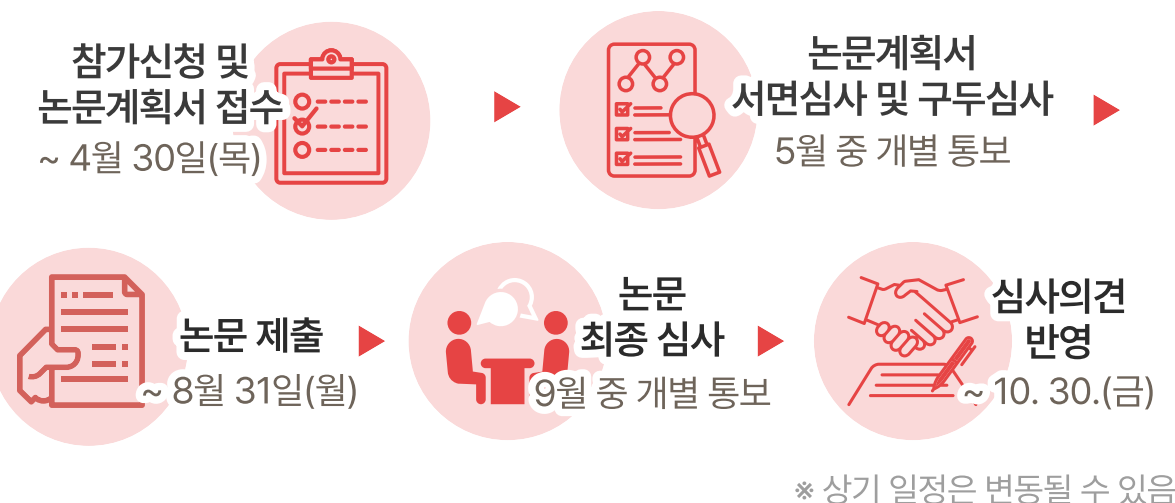 참가신청 및
논문계획서 접수
~ 4월 30일(목)
논문계획서
서면심사 및 구두심사
5월 중 개별 통보
논문 제출
~ 8월 31일(월)
논문
최종 심사
9월 중 개별 통보
심사의견
반영
~ 10. 30.(금)
※ 상기 일정은 변동될 수 있음